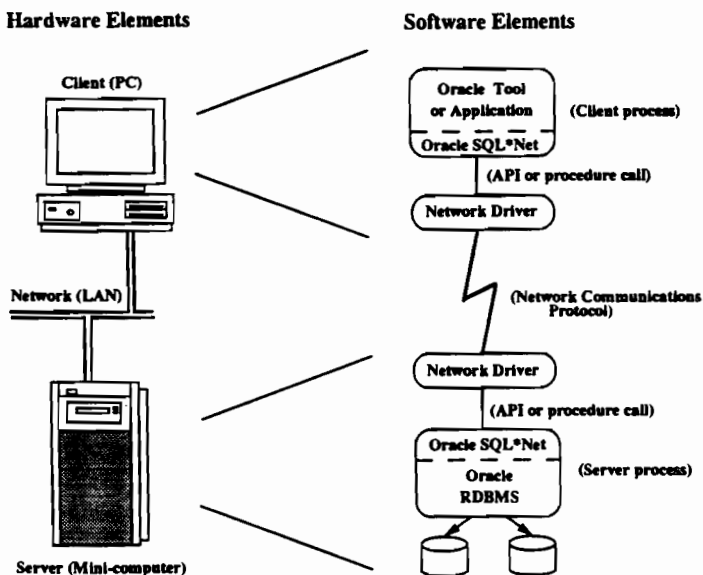 Hardware Elements
Software Elements
Client (PC)
Oracle Tool
or Application
(Client process)
Oracle SQL*Net
(API or procedure call)
Network Driver
Network (LAN)
(Network Communications
Protocol)
Network Driver
(API or procedure call)
Oracle SQL*Net
(Server process)
Oracle
RDBMS
Server (Mini-computer)